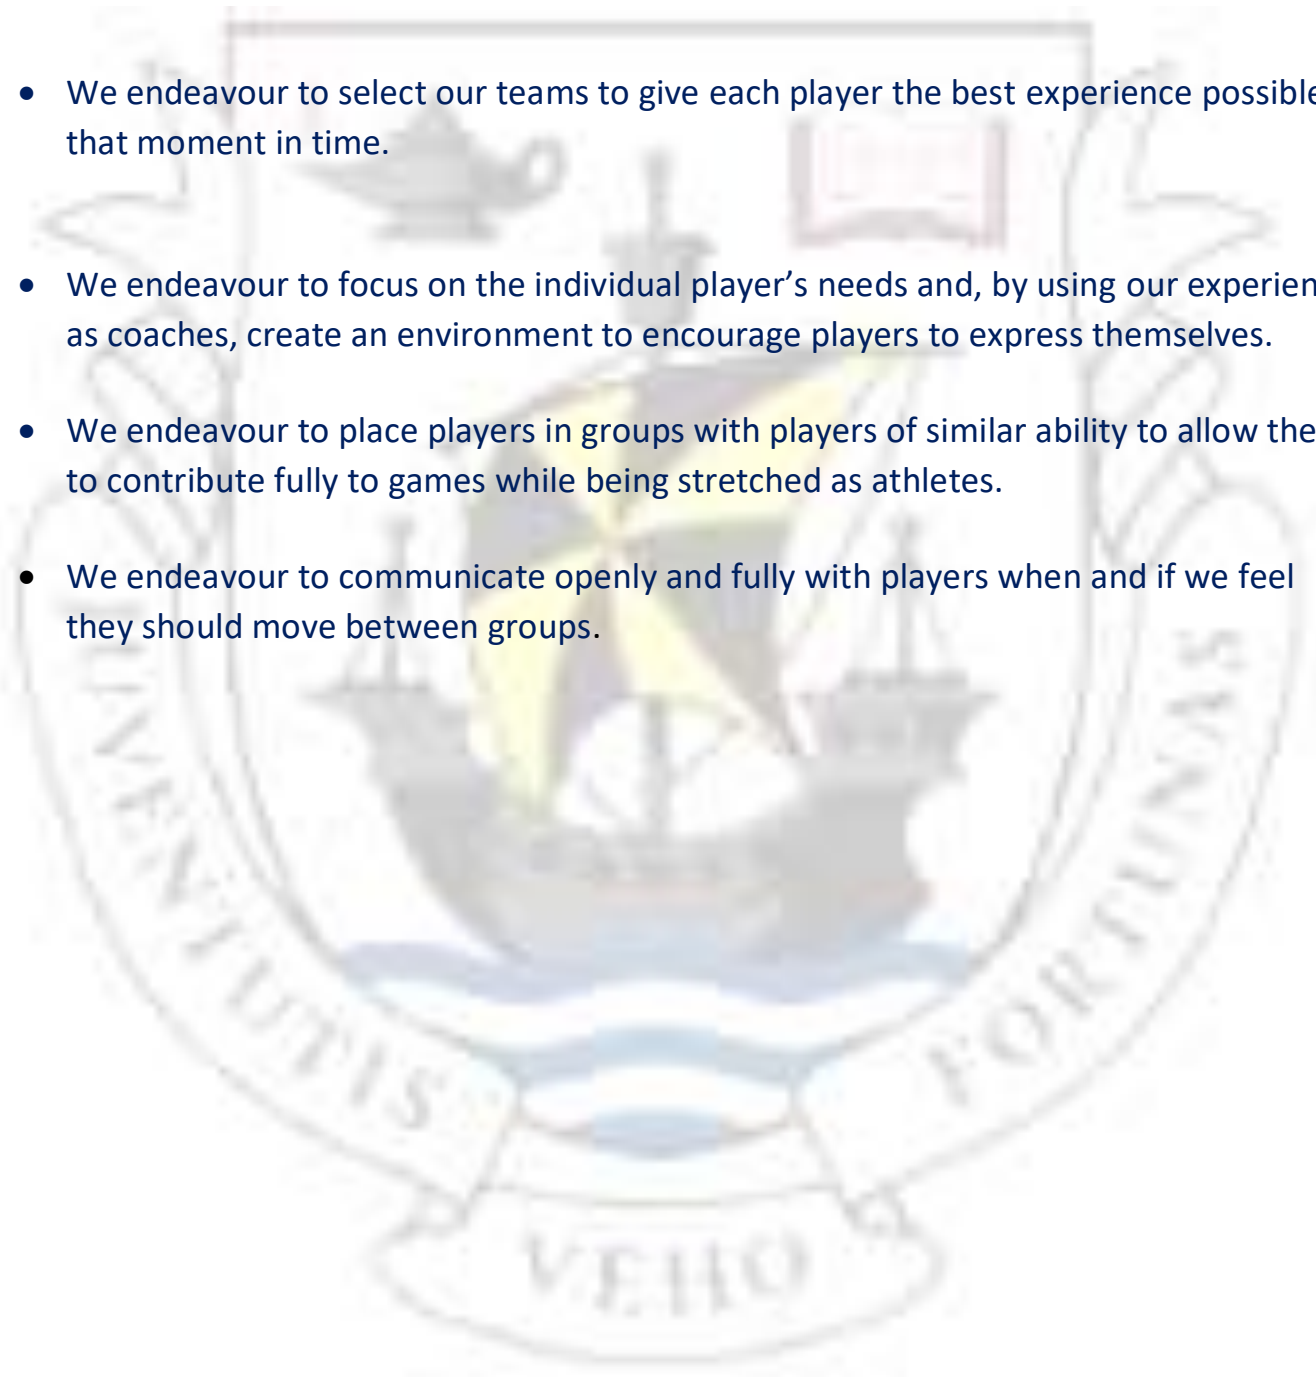 • We endeavour to select our teams to give each player the best experience possible
that moment in time.
• We endeavour to focus on the individual player’s needs and, by using our experien
as coaches, create an environment to encourage players to express themselves.
• We endeavour to place players in groups with players of similar ability to allow the
to contribute fully to games while being stretched as athletes.
• We endeavour to communicate openly and fully with players when and if we feel
they should move between groups.
IUVENTUTIS
VEHO
FORTUNAS